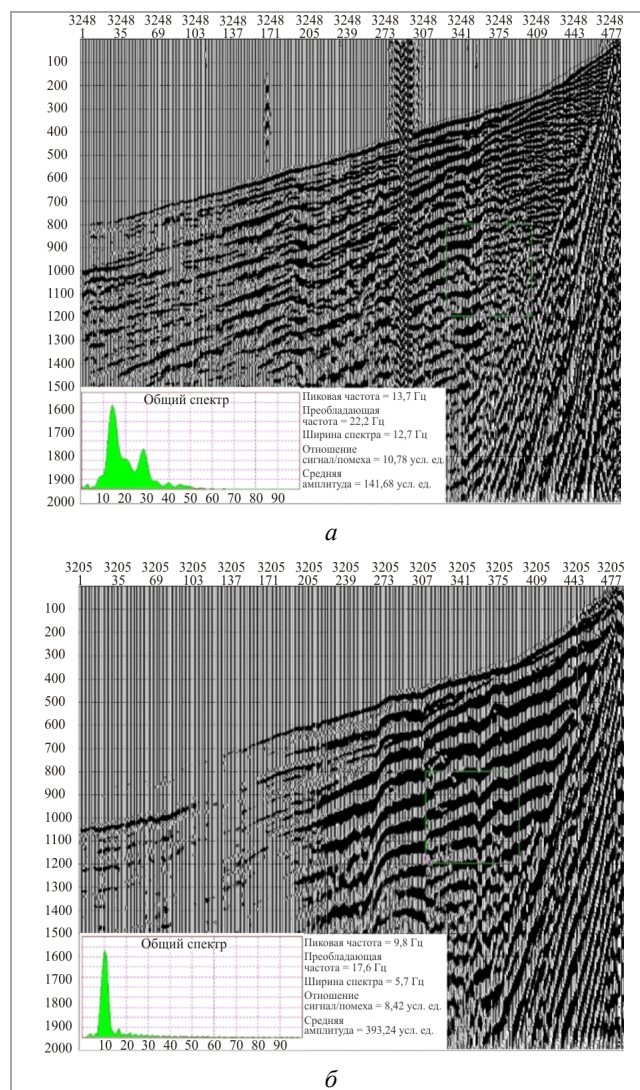 3248 3248 3248 3248 3248 3248 3248 3248 3248 3248 3248 3248 3248 3248 3248
1 35 69 103 137 171 205 239 273 307 341 375 409 443 477
100
200
300
400
500
600
700
800
900
1000
1100
1200
1300
1400
1500
1600
1700
1800
1900
2000
Общий спектр
10 20 30 40 50 60 70 80 90
Пиковая частота = 13,7 Гц
Преобладающая
частота = 22,2 Гц
Ширина спектра = 12,7 Гц
Отношение
сигнал/помеха = 10,78 усл. ед.
Средняя
амплитуда = 141,68 усл. ед.
а
3205 3205 3205 3205 3205 3205 3205 3205 3205 3205 3205 3205 3205 3205 3205
1 35 69 103 137 171 205 239 273 307 341 375 409 443 477
100
200
300
400
500
600
700
800
900
1000
1100
1200
1300
1400
1500
1600
1700
1800
1900
2000
Общий спектр
10 20 30 40 50 60 70 80 90
Пиковая частота = 9,8 Гц
Преобладающая
частота = 17,6 Гц
Ширина спектра = 5,7 Гц
Отношение
сигнал/помеха = 8,42 усл. ед.
Средняя
амплитуда = 393,24 усл. ед.
б